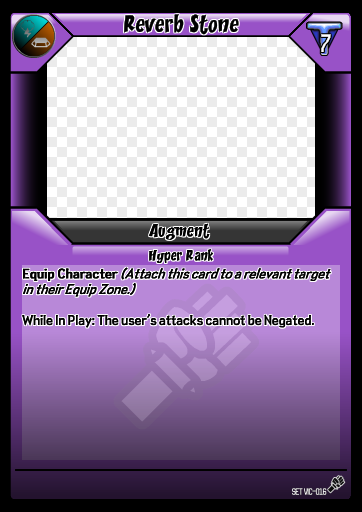 Reverb Stone
7
Augment
Hyper Rank
Equip Character (Attach this card to a relevant target
in their Equip Zone.)
While In Play: The user's attacks cannot be Negated.
SET VIC-016